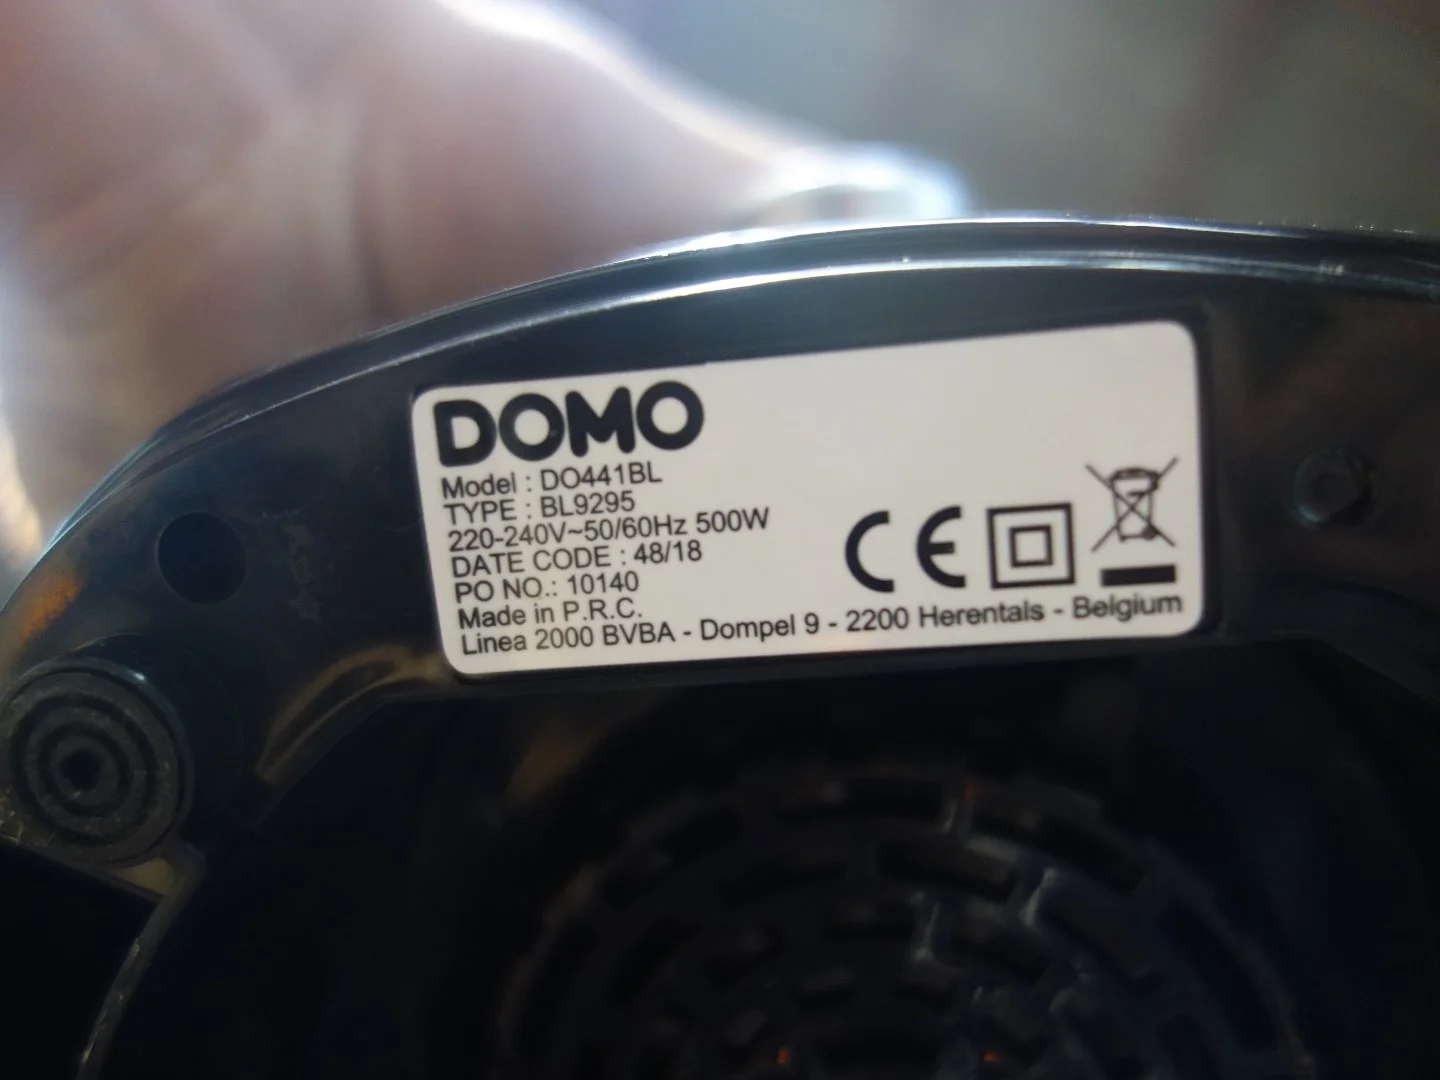 DOMO
Model : DO441BL
TYPE : BL9295
220-240V~50/60Hz 500W
DATE CODE : 48/18
PO NO.: 10140
Made in P.R.C.
Linea 2000 BVBA - Dompel 9 - 2200 Herentals - Belgium
CE